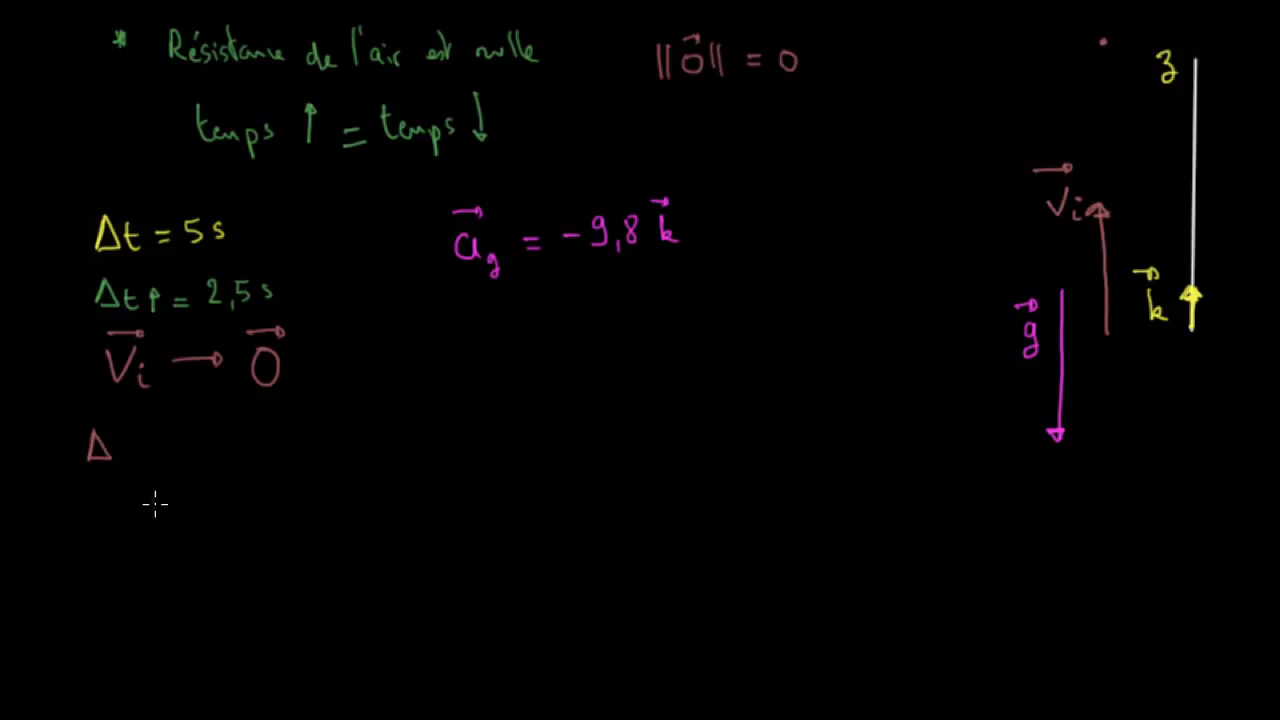 * Résistance de l'air est nulle
||0⃗|| = 0
temps ↑ = temps ↓
Δt = 5 s
a⃗g = -9,8 k⃗
Δt↑ = 2,5 s
V⃗i → 0⃗
Δ
z
V⃗i
k⃗
g⃗